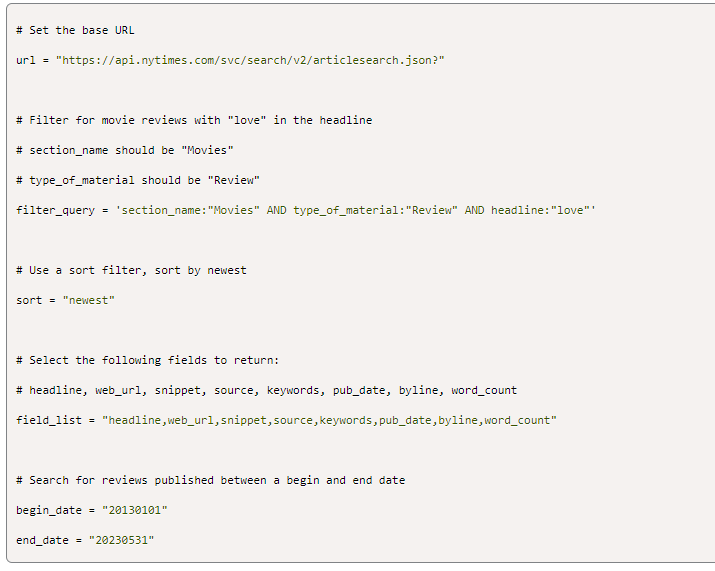 # Set the base URL
url = "https://api.nytimes.com/svc/search/v2/articlesearch.json?"
# Filter for movie reviews with "love" in the headline
# section_name should be "Movies"
# type_of_material should be "Review"
filter_query = 'section_name:"Movies" AND type_of_material:"Review" AND headline:"love"'
# Use a sort filter, sort by newest
sort = "newest"
# Select the following fields to return:
# headline, web_url, snippet, source, keywords, pub_date, byline, word_count
field_list = "headline,web_url,snippet,source,keywords,pub_date,byline,word_count"
# Search for reviews published between a begin and end date
begin_date = "20130101"
end_date = "20230531"